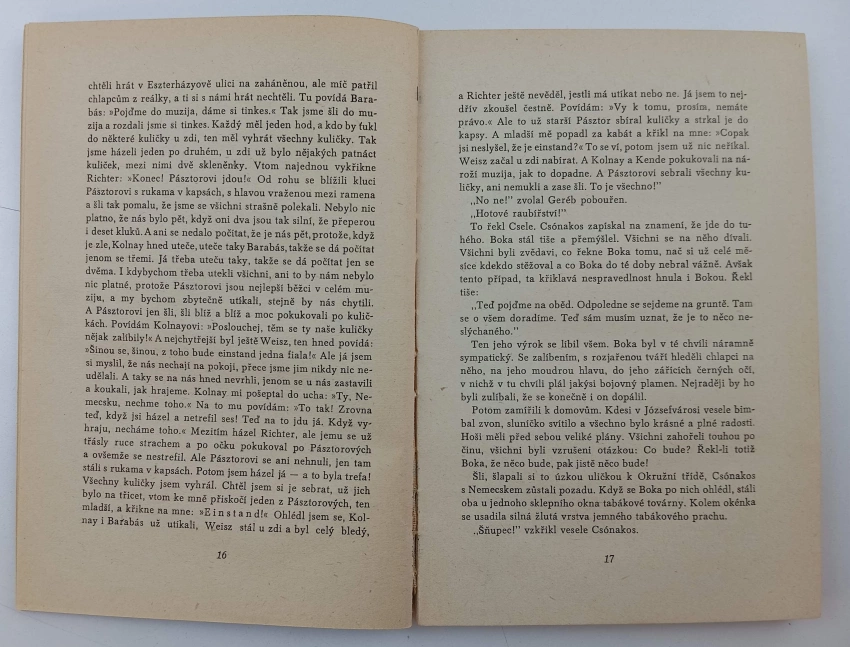 chtěli hrát v Eszterházyově ulici na zaháněnou, ale míč patřil
chlapcům z reálky, a ti si s námi hrát nechtěli. Tu povídá Bara-
bás: »Pojďme do muzija, dáme si tinkes.« Tak jsme šli do mu-
zija a rozdali jsme si tinkes. Každý měl jeden hod, a kdo by fukl
do některé kuličky u zdi, ten měl vyhrát všechny kuličky. Tak
jsme házeli jeden po druhém, u zdi už bylo nějakých patnáct
kuliček, mezi nimi dvě skleněnky. Vtom najednou vykřikne
Richter: »Konec! Pásztorovi jdou!« Od rohu se blížili kluci
Pásztorovi s rukama v kapsách, s hlavou vraženou mezi ramena
a šli tak pomalu, že jsme se všichni strašně polekali. Nebylo nic
platno, že nás bylo pět, když oni dva jsou tak silní, že přeperou
i deset kluků. A ani se nedalo počítat, že je nás pět, protože, když
je zle, Kolnay hned uteče, uteče taky Barabás, takže se dá počítat
jenom se třemi. Já třeba uteču taky, takže se dá počítat jen se
dvěma. I kdybychom třeba utekli všichni, ani to by nám nebylo
nic platné, protože Pásztorovi jsou nejlepší běžci v celém mu-
ziju, a my bychom zbytečně utíkali, stejně by nás chytili.
A Pásztorovi jen šli, šli blíž a blíž a moc pokukovali po kulič-
kách. Povídám Kolnayovi: »Poslouchej, těm se ty naše kuličky
nějak zalíbily!« A nejchytřejší byl ještě Weisz, ten hned povídá:
»Šinou se, šinou, z toho bude einstand jedna fiala!« Ale já jsem
si myslil, že nás nechají na pokoji, přece jsme jim nikdy nic ne-
udělali. A taky se na nás hned nevrhli, jenom se u nás zastavili
a koukali, jak hrajeme. Kolnay mi pošeptal do ucha: »Ty, Ne-
mecsku, nechme toho.« Na to mu povídám: »To tak! Zrovna
teď, když jsi házel a netrefil ses! Teď na to jdu já. Když vy-
hraju, necháme toho.« Mezitím házel Richter, ale jemu se už
třásly ruce strachem a po očku pokukoval po Pásztorových
a ovšemže se nestrefil. Ale Pásztorovi se ani nehnuli, jen tam
stáli s rukama v kapsách. Potom jsem házel já — a to byla trefa!
Všechny kuličky jsem vyhrál. Chtěl jsem si je sebrat, už jich
bylo na třicet, vtom ke mně přiskočí jeden z Pásztorových, ten
mladší, a křikne na mne: »Einstand!« Ohlédl jsem se, Kol-
nay i Barabás už utíkali, Weisz stál u zdi a byl celý bledý,
16
a Richter ještě nevěděl, jestli má utíkat nebo ne. Já jsem to nej-
dřív zkoušel čestně. Povídám: »Vy k tomu, prosím, nemáte
právo.« Ale to už starší Pásztor sbíral kuličky a strkal je do
kapsy. A mladší mě popadl za kabát a křikl na mne: »Copak
jsi neslyšel, že je einstand?« To se ví, potom jsem už nic neříkal.
Weisz začal u zdi nabírat. A Kolnay a Kende pokukovali na ná-
roží muzija, jak to dopadne. A Pásztorovi sebrali všechny ku-
ličky, ani nemukli a zase šli. To je všechno!”
„No ne!” zvolal Geréb pobouřen.
„Hotové raubířství!”
To řekl Csele. Csónakos zapískal na znamení, že jde do tu-
hého. Boka stál tiše a přemýšlel. Všichni se na něho dívali.
Všichni byli zvědavi, co řekne Boka tomu, nač si už celé mě-
síce kdekdo stěžoval a co Boka do té doby nebral vážně. Avšak
tento případ, ta křiklavá nespravedlnost hnula i Bokou. Řekl
tiše:
„Teď pojďme na oběd. Odpoledne se sejdeme na gruntě. Tam
se o všem doradíme. Teď sám musím uznat, že je to něco ne-
slýchaného.”
Ten jeho výrok se líbil všem. Boka byl v té chvíli náramně
sympatický. Se zalíbením, s rozjařenou tváří hleděli chlapci na
něho, na jeho moudrou hlavu, do jeho zářících černých očí,
v nichž v tu chvíli plál jakýsi bojovný plamen. Nejraději by ho
byli zulíbali, že se konečně i on dopálil.
Potom zamířili k domovům. Kdesi v Józsefvárosi vesele bim-
bal zvon, sluníčko svítilo a všechno bylo krásné a plné radosti.
Hoši měli před sebou veliké plány. Všichni zahořeli touhou po
činu, všichni byli vzrušeni otázkou: Co bude? Řekl-li totiž
Boka, že něco bude, pak jistě něco bude!
Šli, šlapali si to úzkou uličkou k Okružní třídě, Csónakos
s Nemecskem zůstali pozadu. Když se Boka po nich ohlédl, stáli
oba u jednoho sklepního okna tabákové továrny. Kolem okénka
se usadila silná žlutá vrstva jemného tabákového prachu.
„Šňupec!” vzkřikl vesele Csónakos.
17